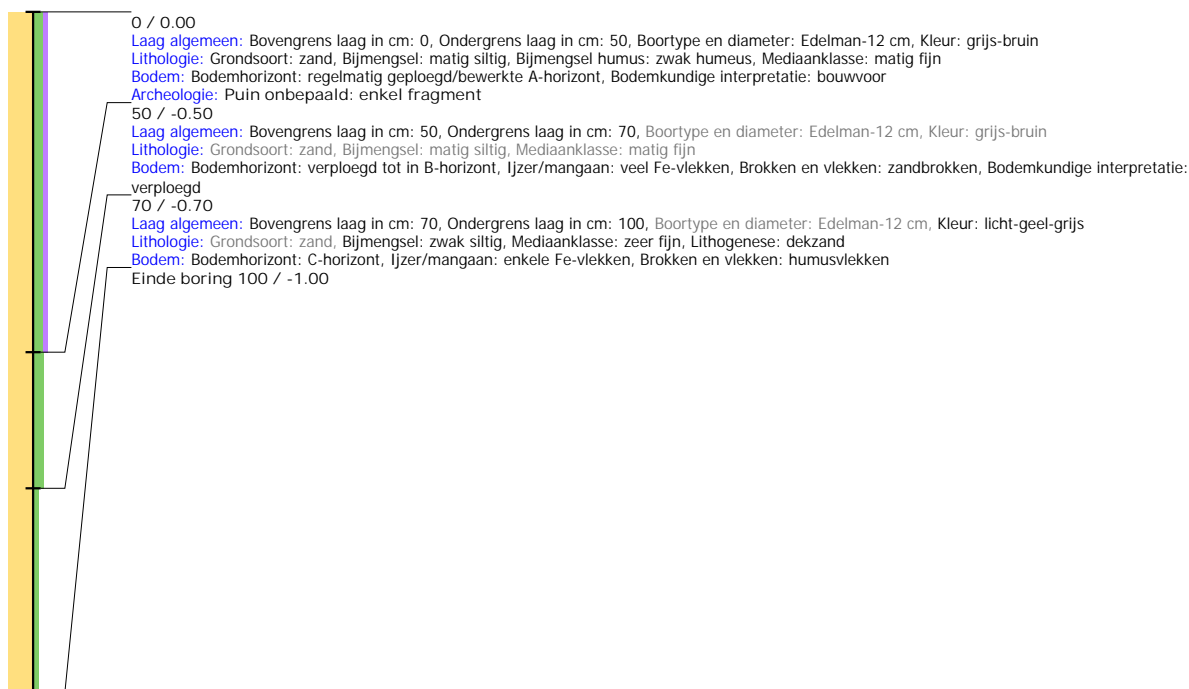 0 / 0.00
Laag algemeen: Bovengrens laag in cm: 0, Ondergrens laag in cm: 50, Boortype en diameter: Edelman-12 cm, Kleur: grijs-bruin
Lithologie: Grondsoort: zand, Bijmengsel: matig siltig, Bijmengsel humus: zwak humeus, Mediaanklasse: matig fijn
Bodem: Bodemhorizont: regelmatig geploegd/bewerkte A-horizont, Bodemkundige interpretatie: bouwvoor
Archeologie: Puin onbepaald: enkel fragment
50 / -0.50
Laag algemeen: Bovengrens laag in cm: 50, Ondergrens laag in cm: 70, Boortype en diameter: Edelman-12 cm, Kleur: grijs-bruin
Lithologie: Grondsoort: zand, Bijmengsel: matig siltig, Mediaanklasse: matig fijn
Bodem: Bodemhorizont: verploegd tot in B-horizont, Ijzer/mangaan: veel Fe-vlekken, Brokken en vlekken: zandbrokken, Bodemkundige interpretatie:
verploegd
70 / -0.70
Laag algemeen: Bovengrens laag in cm: 70, Ondergrens laag in cm: 100, Boortype en diameter: Edelman-12 cm, Kleur: licht-geel-grijs
Lithologie: Grondsoort: zand, Bijmengsel: zwak siltig, Mediaanklasse: zeer fijn, Lithogenese: dekzand
Bodem: Bodemhorizont: C-horizont, Ijzer/mangaan: enkele Fe-vlekken, Brokken en vlekken: humusvlekken
Einde boring 100 / -1.00